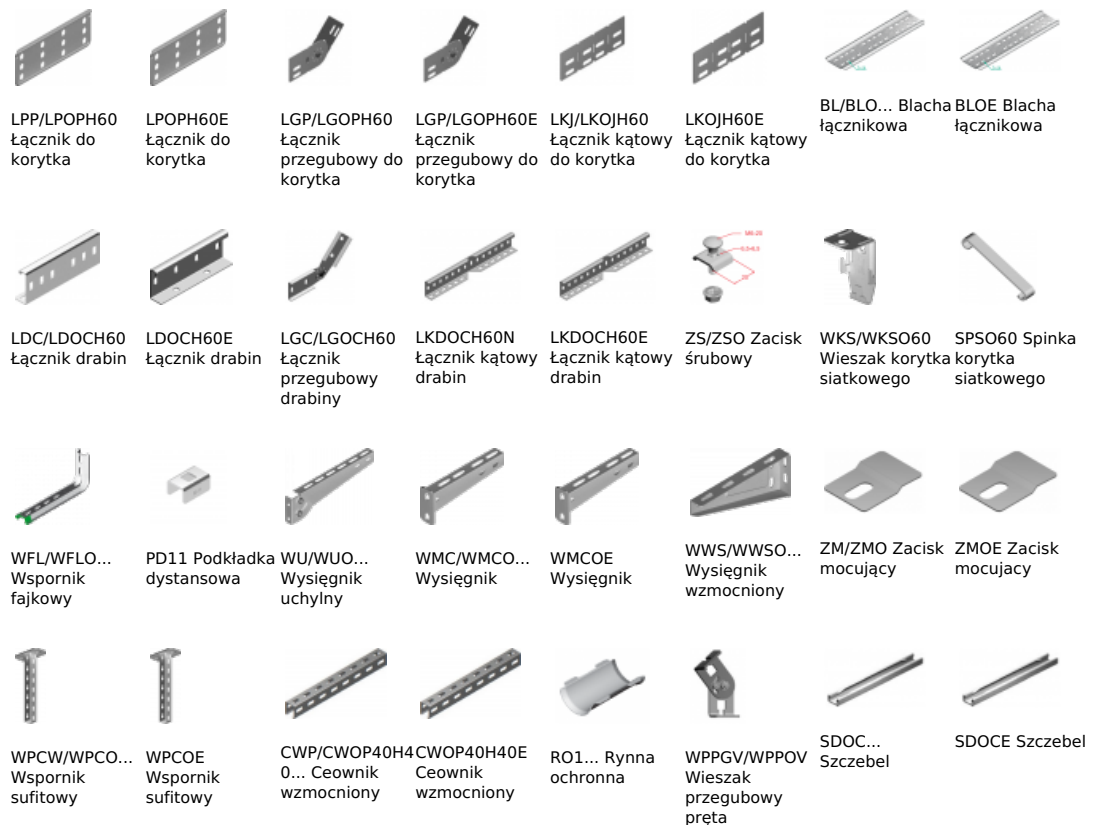 LPP/LPOPH60
Łącznik do
korytka
LPOPH60E
Łącznik do
korytka
LGP/LGOPH60
Łącznik
przegubowy do
korytka
LGP/LGOPH60E
Łącznik
przegubowy do
korytka
LKJ/LKOJH60
Łącznik kątowy
do korytka
LKOJH60E
Łącznik kątowy
do korytka
BL/BLO... Blacha
łącznikowa
BLOE Blacha
łącznikowa
LDC/LDOCH60
Łącznik drabin
LDOCH60E
Łącznik drabin
LGC/LGOCH60
Łącznik
przegubowy
drabiny
LKDOCH60N
Łącznik kątowy
drabin
LKDOCH60E
Łącznik kątowy
drabin
ZS/ZSO Zacisk
śrubowy
WKS/WKSO60
Wieszak korytka
siatkowego
SPSO60 Spinka
korytka
siatkowego
WFL/WFLO...
Wspornik
fajkowy
PD11 Podkładka
dystansowa
WU/WUO...
Wysięgnik
uchylny
WMC/WMCO...
Wysięgnik
WMCOE
Wysięgnik
WWS/WWSO...
Wysięgnik
wzmocniony
ZM/ZMO Zacisk
mocujący
ZMOE Zacisk
mocujacy
WPCW/WPCO...
Wspornik
sufitowy
WPCOE
Wspornik
sufitowy
CWP/CWOP40H4
0... Ceownik
wzmocniony
CWOP40H40E
Ceownik
wzmocniony
RO1... Rynna
ochronna
WPPGV/WPPOV
Wieszak
przegubowy
pręta
SDOC...
Szczebel
SDOCE Szczebel